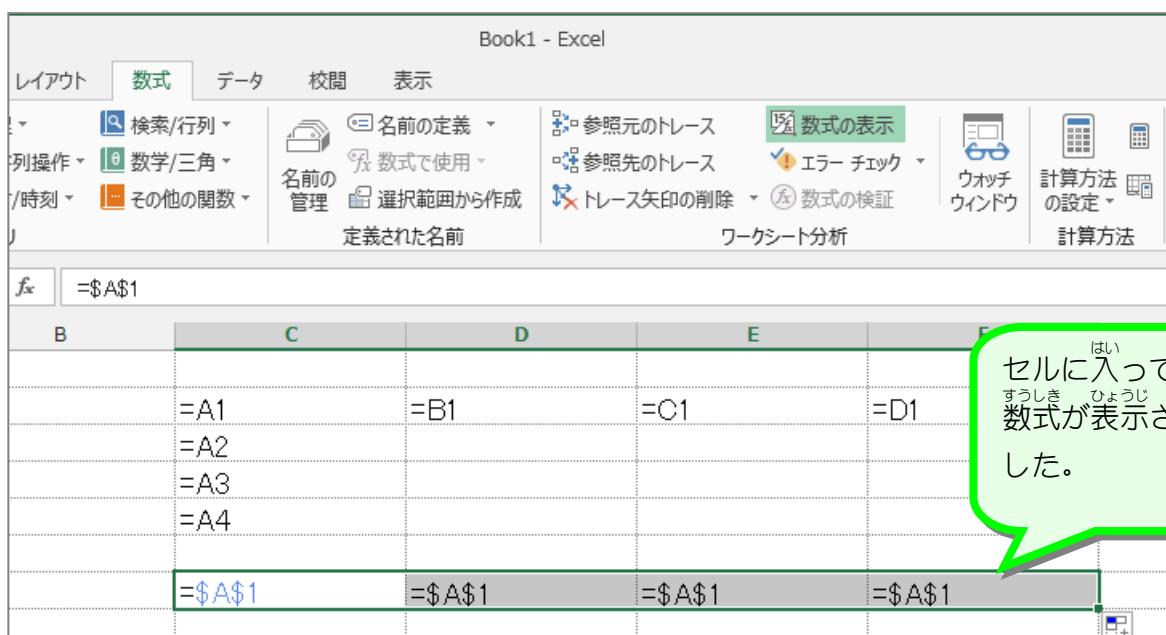 Book1 - Excel
レイアウト 数式 データ 校閲 表示
検索/行列 名前の定義 参照元のトレース 数式の表示
列操作 数学/三角 数式で使用 参照先のトレース エラー チェック
/時刻 その他の関数 名前の管理 選択範囲から作成 トレース矢印の削除 数式の検証 ウォッチ ウィンドウ 計算方法の設定
定義された名前 ワークシート分析 計算方法
fx =$A$1
B C D E
=A1 =B1 =C1 =D1
=A2
=A3
=A4
=$A$1 =$A$1 =$A$1 =$A$1
はい
セルに入って
すうしき ひょうじ
数式が表示さ
した。